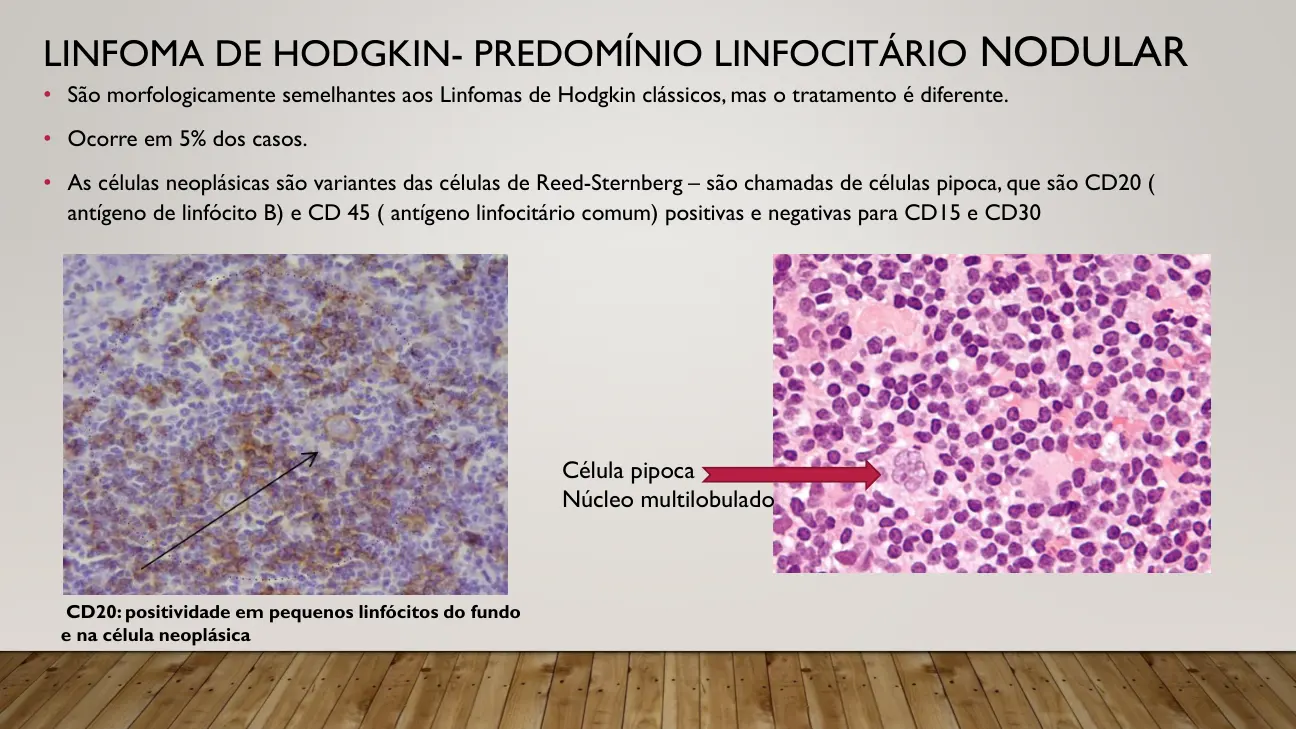 LINFOMA DE HODGKIN- PREDOMÍNIO LINFOCITÁRIO NODULAR
• São morfologicamente semelhantes aos Linfomas de Hodgkin clássicos, mas o tratamento é diferente.
• Ocorre em 5% dos casos.
• As células neoplásicas são variantes das células de Reed-Sternberg – são chamadas de células pipoca, que são CD20 (
antígeno de linfócito B) e CD 45 ( antígeno linfocitário comum) positivas e negativas para CD15 e CD30
Célula pipoca
Núcleo multilobulado
CD20: positividade em pequenos linfócitos do fundo
e na célula neoplásica